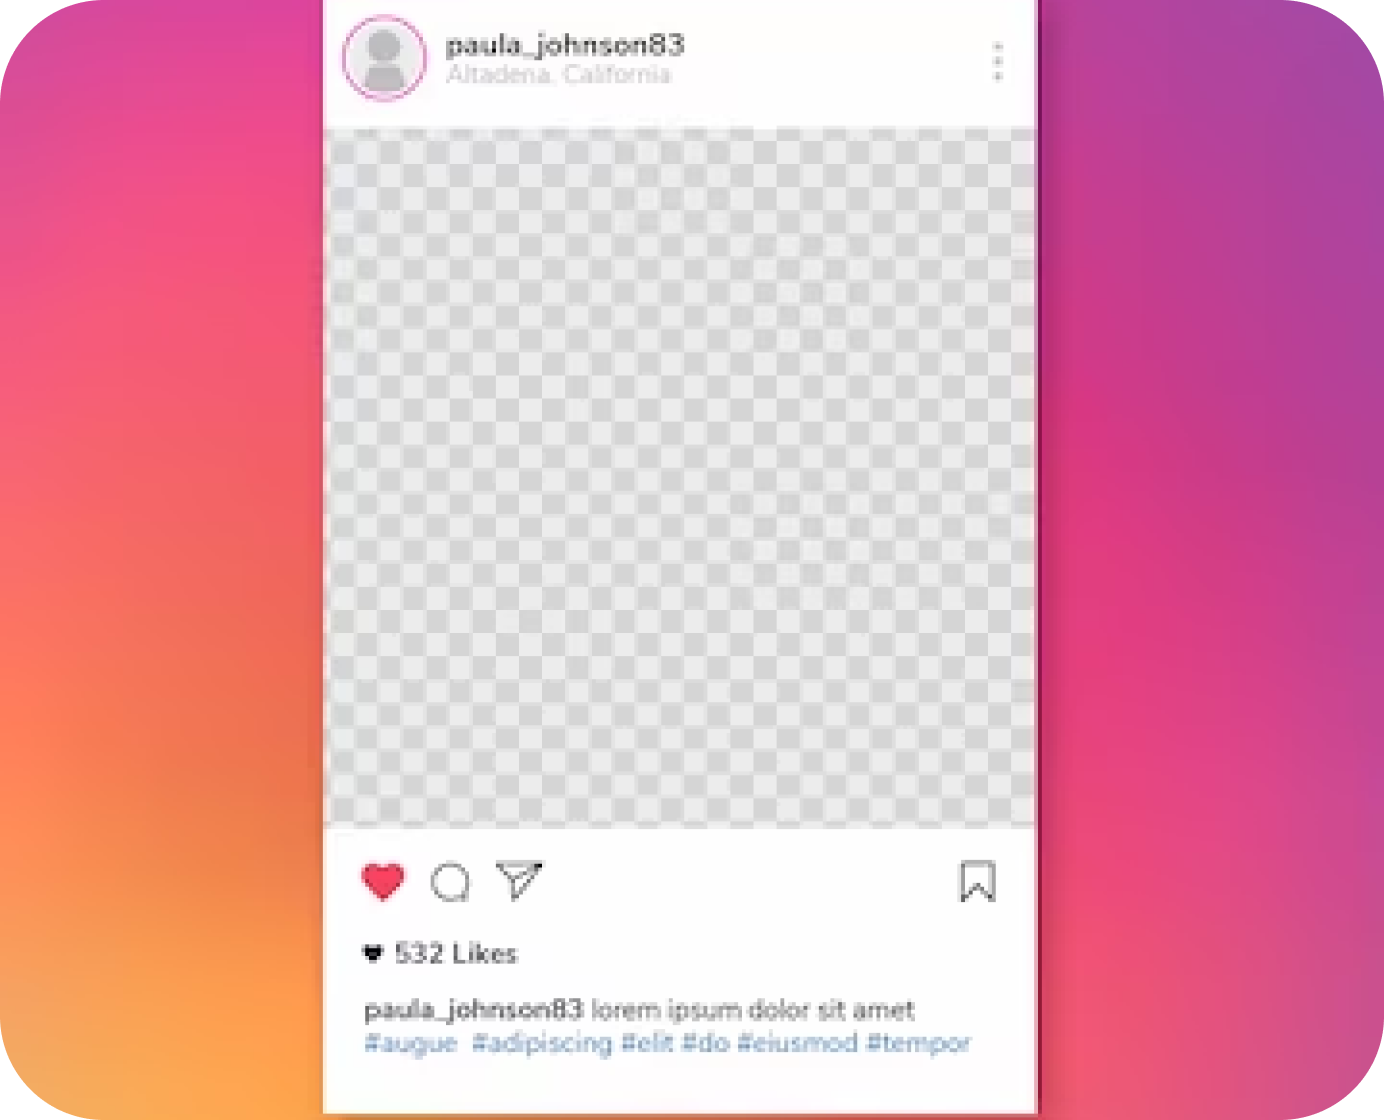 paula_johnson83
Altadena, California
532 Likes
paula_johnson83 lorem ipsum dolor sit amet
#augue #adipiscing #elit #do #eiusmod #tempor